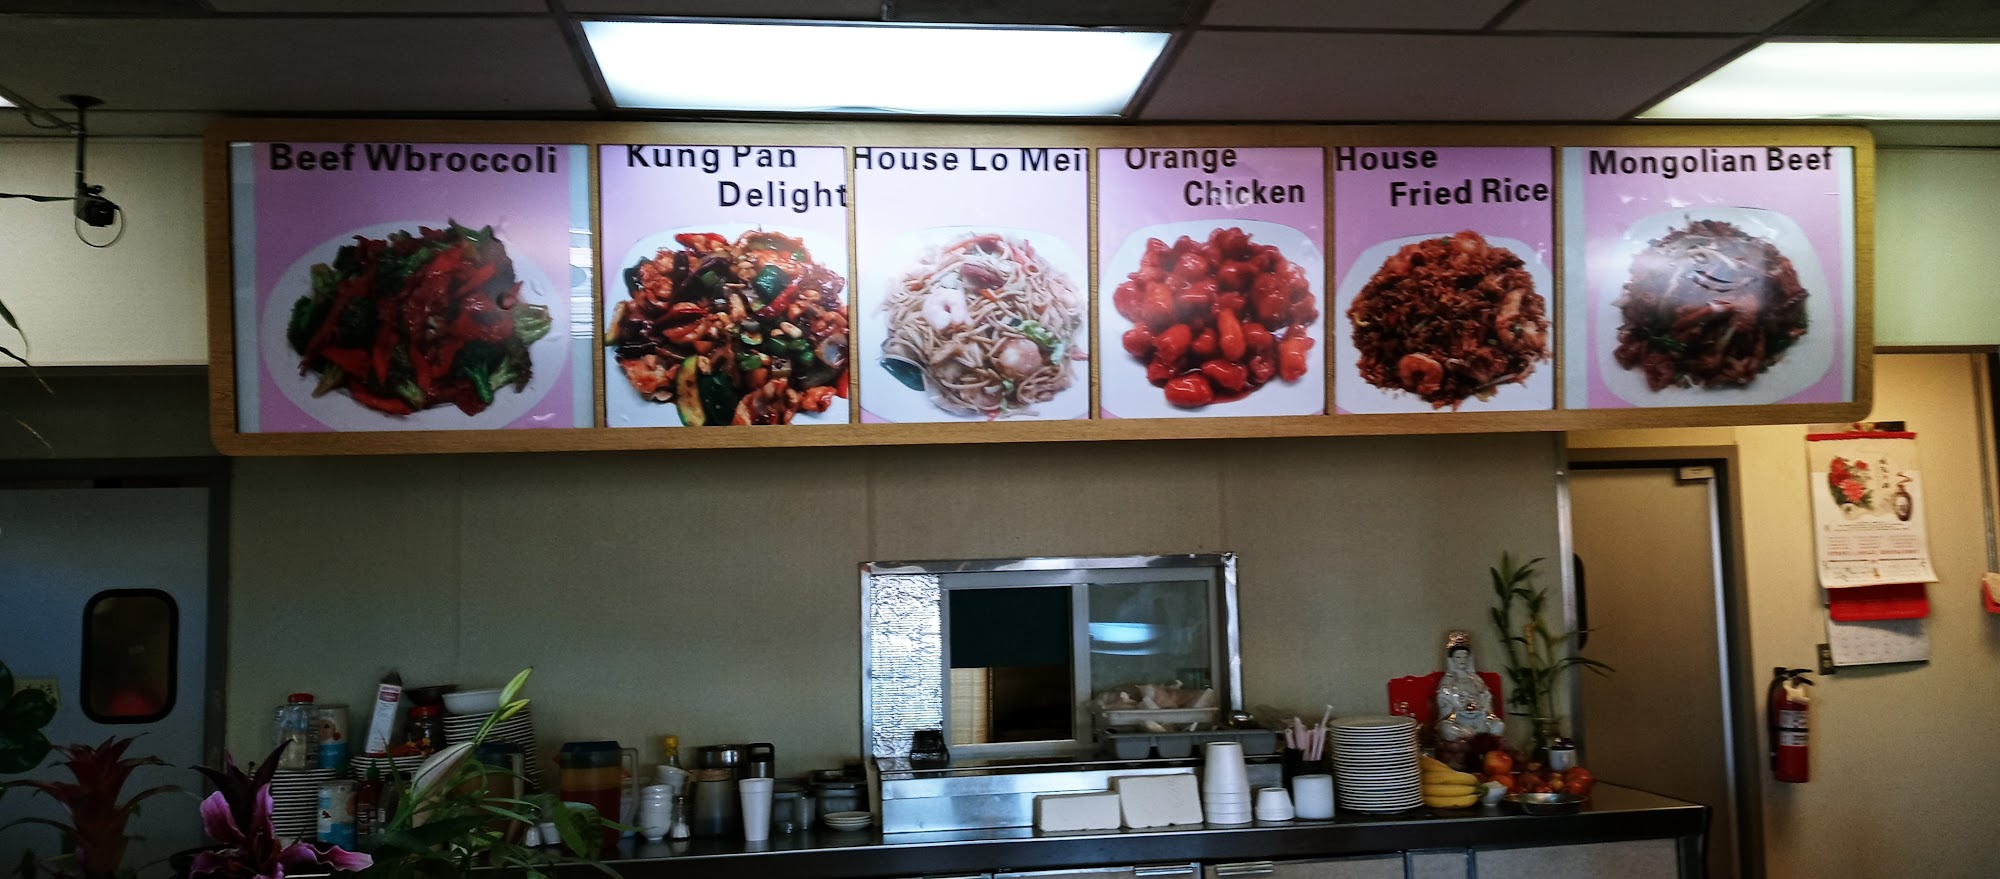 Beef Wbroccoli
Kung Pan
Delight
House Lo Mei
Orange
Chicken
House
Fried Rice
Mongolian Beef